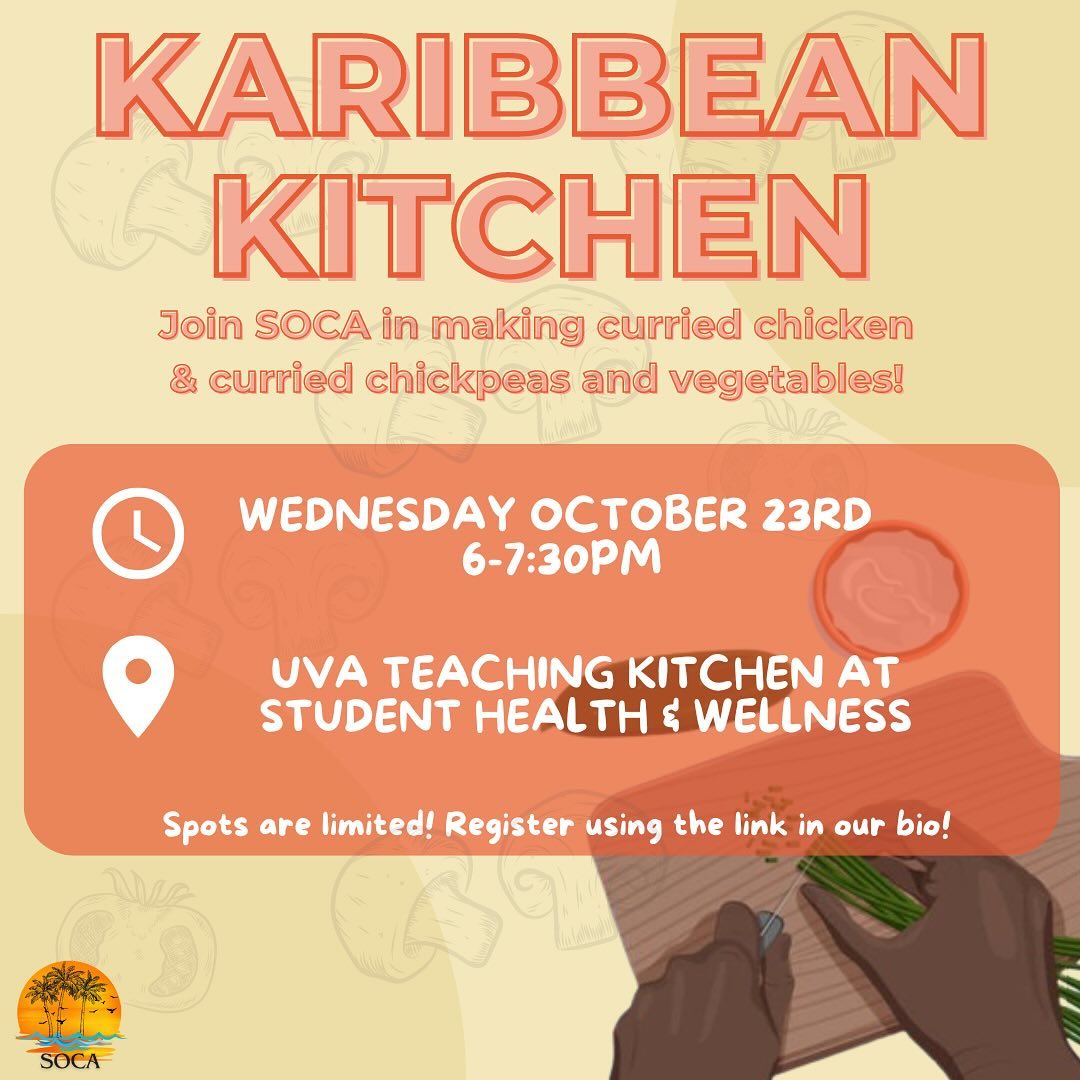 KARIBBEAN
KITCHEN
Join SOCA in making curried chicken
& curried chickpeas and vegetables!
WEDNESDAY OCTOBER 23RD
6-7:30PM
UVA TEACHING KITCHEN AT
STUDENT HEALTH & WELLNESS
Spots are limited! Register using the link in our bio!
SOCA